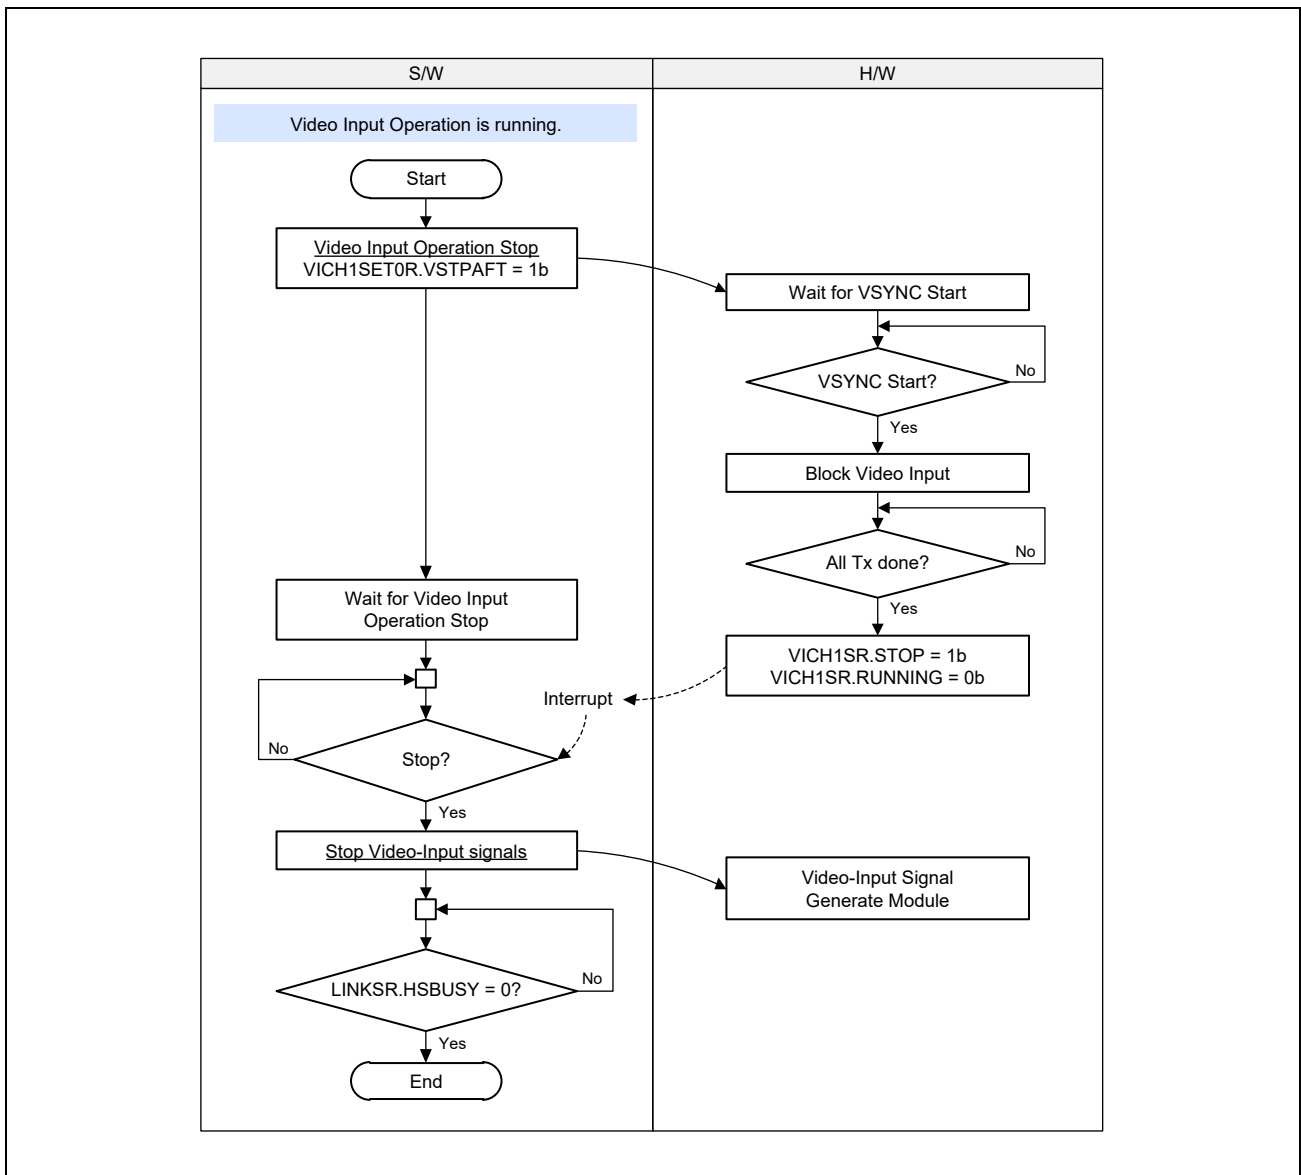 S/W
H/W
Video Input Operation is running.
Start
Video Input Operation Stop
VICH1SET0R.VSTPAFT = 1b
Wait for VSYNC Start
VSYNC Start?
No
Yes
Block Video Input
All Tx done?
No
Yes
Wait for Video Input
Operation Stop
VICH1SR.STOP = 1b
VICH1SR.RUNNING = 0b
Interrupt
Stop?
No
Yes
Stop Video-Input signals
Video-Input Signal
Generate Module
LINKSR.HSBUSY = 0?
No
Yes
End